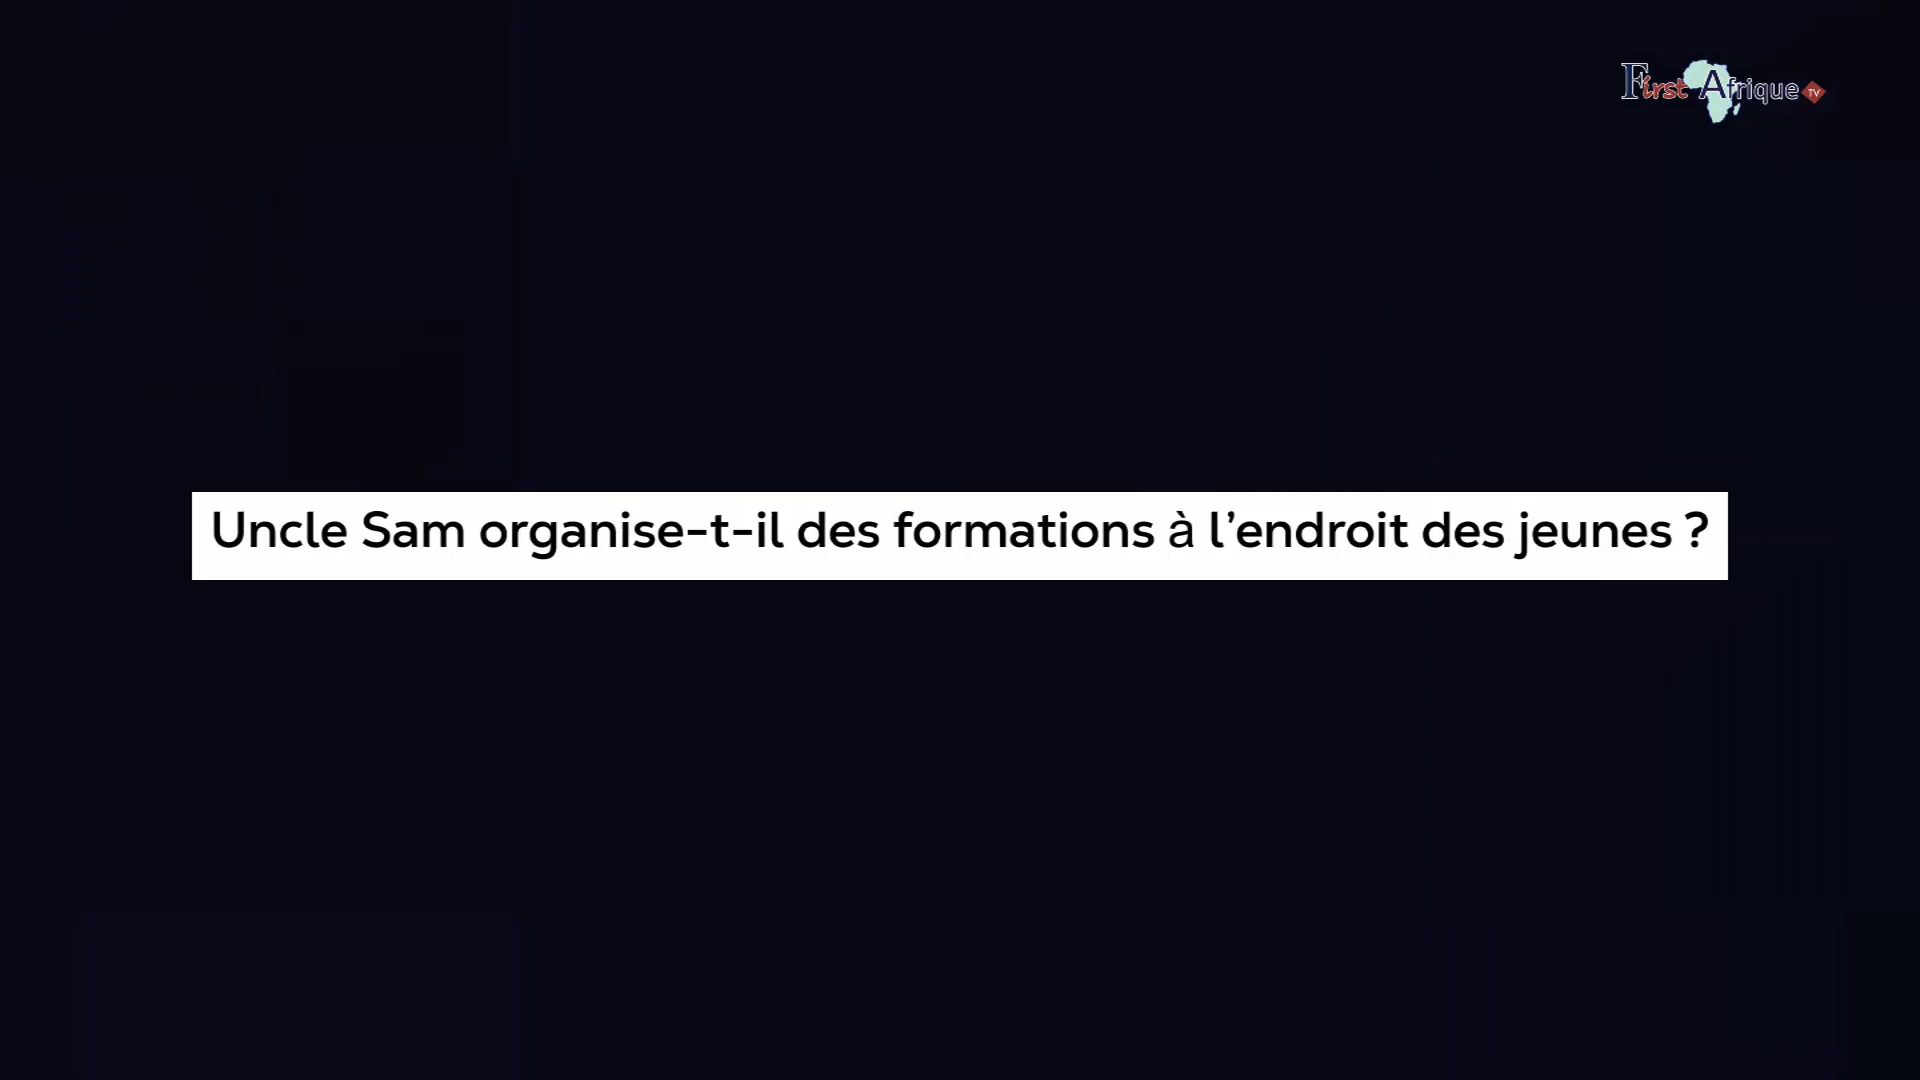 First Afrique TV
Uncle Sam organise-t-il des formations à l’endroit des jeunes ?